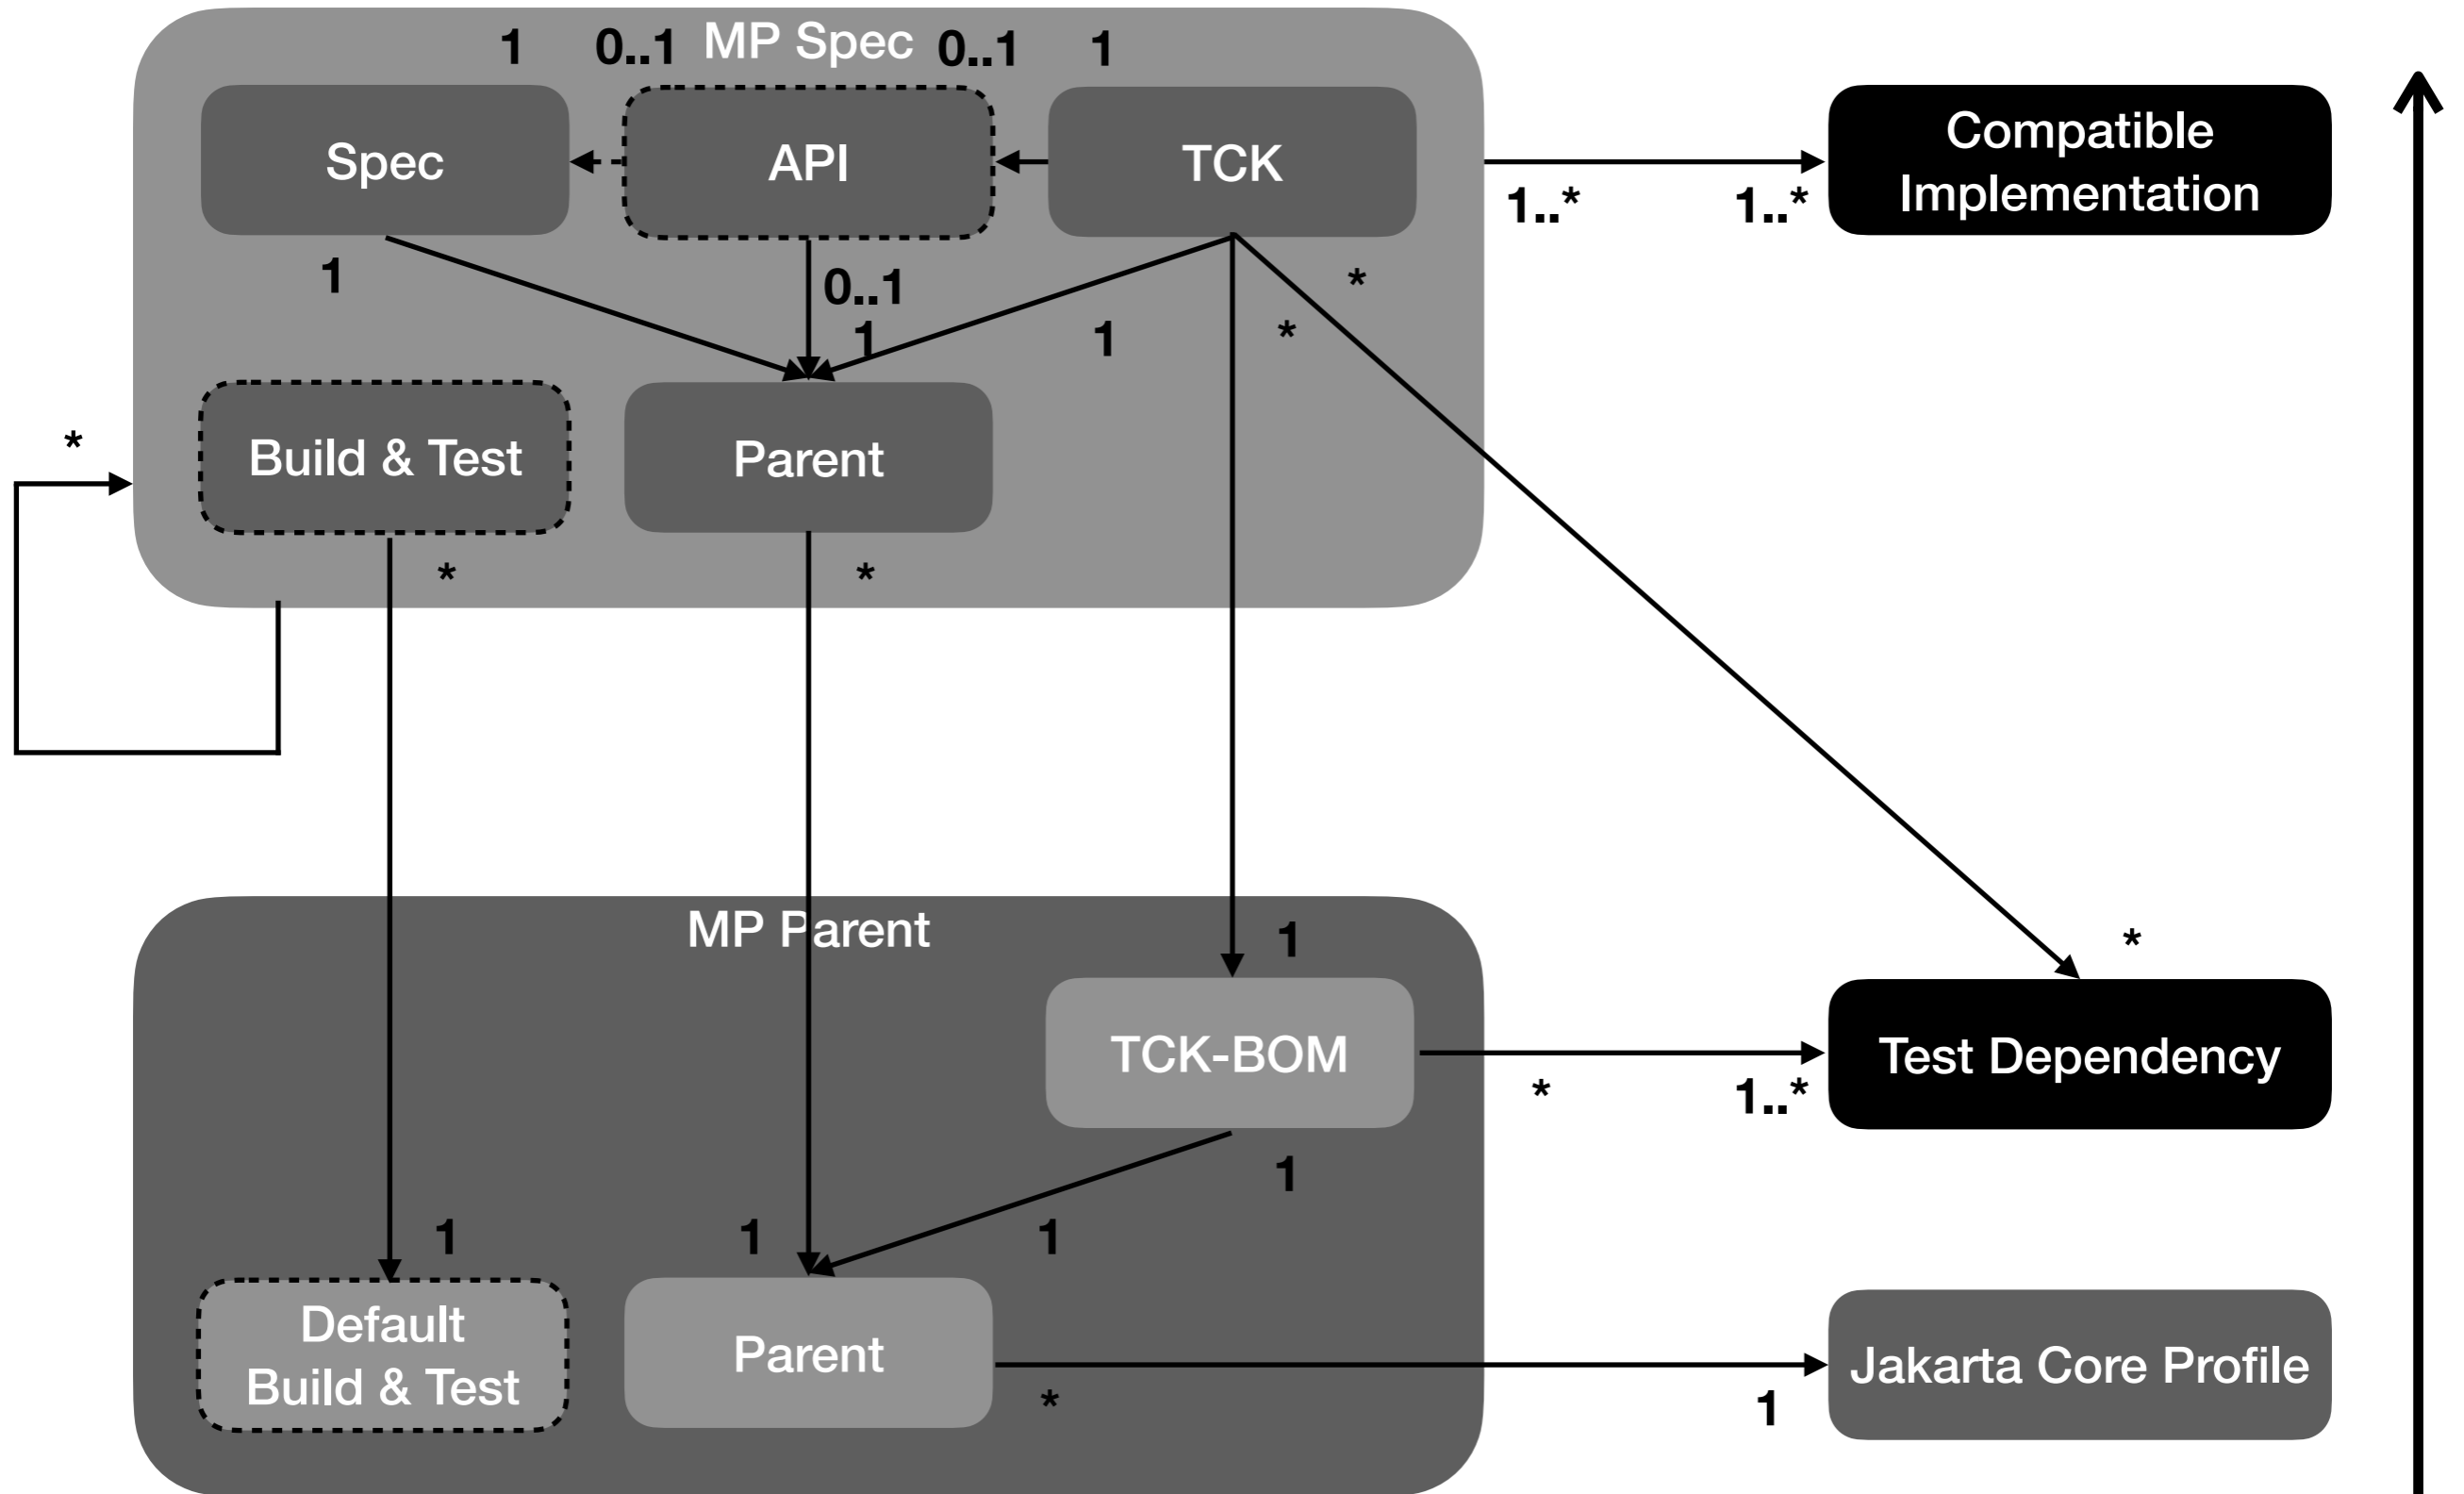 MP Spec
1
0..1
0..1
1
Spec
API
TCK
Compatible
Implementation
1..*
1..*
1
0..1
1
1
*
*
*
Build & Test
Parent
*
*
MP Parent
1
*
TCK-BOM
Test Dependency
*
1..*
1
1
1
1
Default
Build & Test
Parent
Jakarta Core Profile
*
1